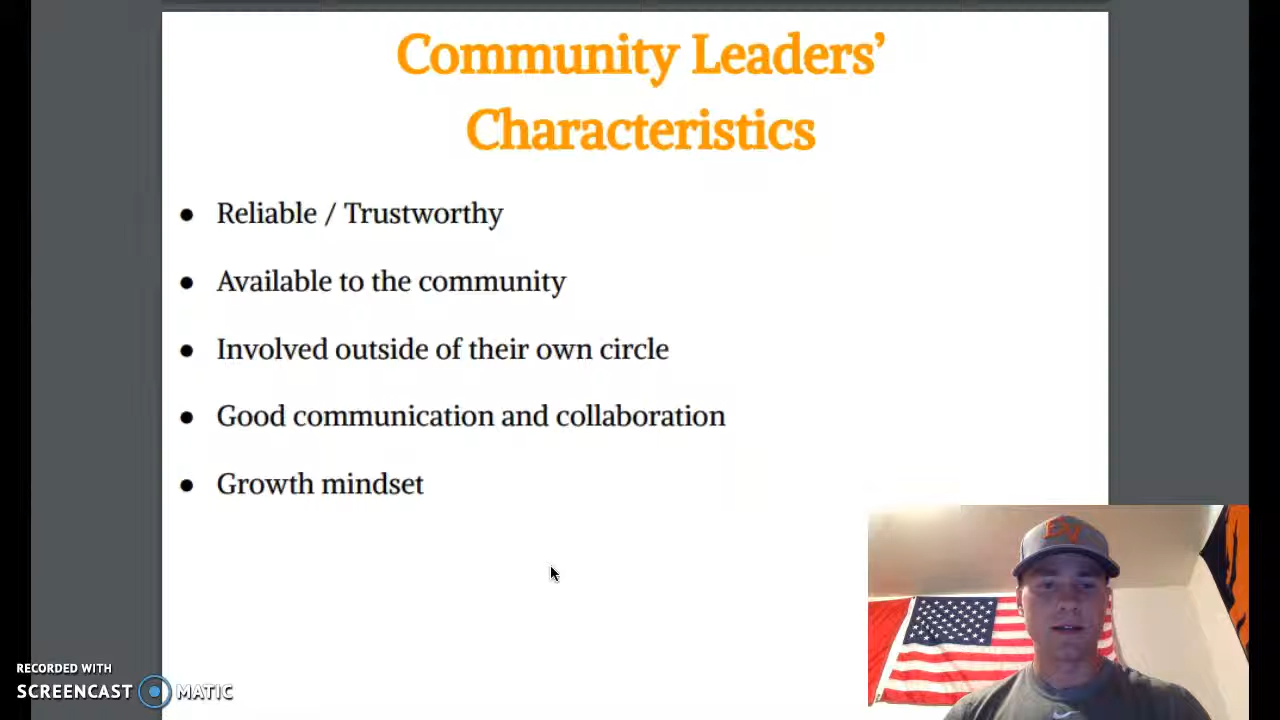 Community Leaders’
Characteristics
● Reliable / Trustworthy
● Available to the community
● Involved outside of their own circle
● Good communication and collaboration
● Growth mindset
RECORDED WITH
SCREENCAST MATIC